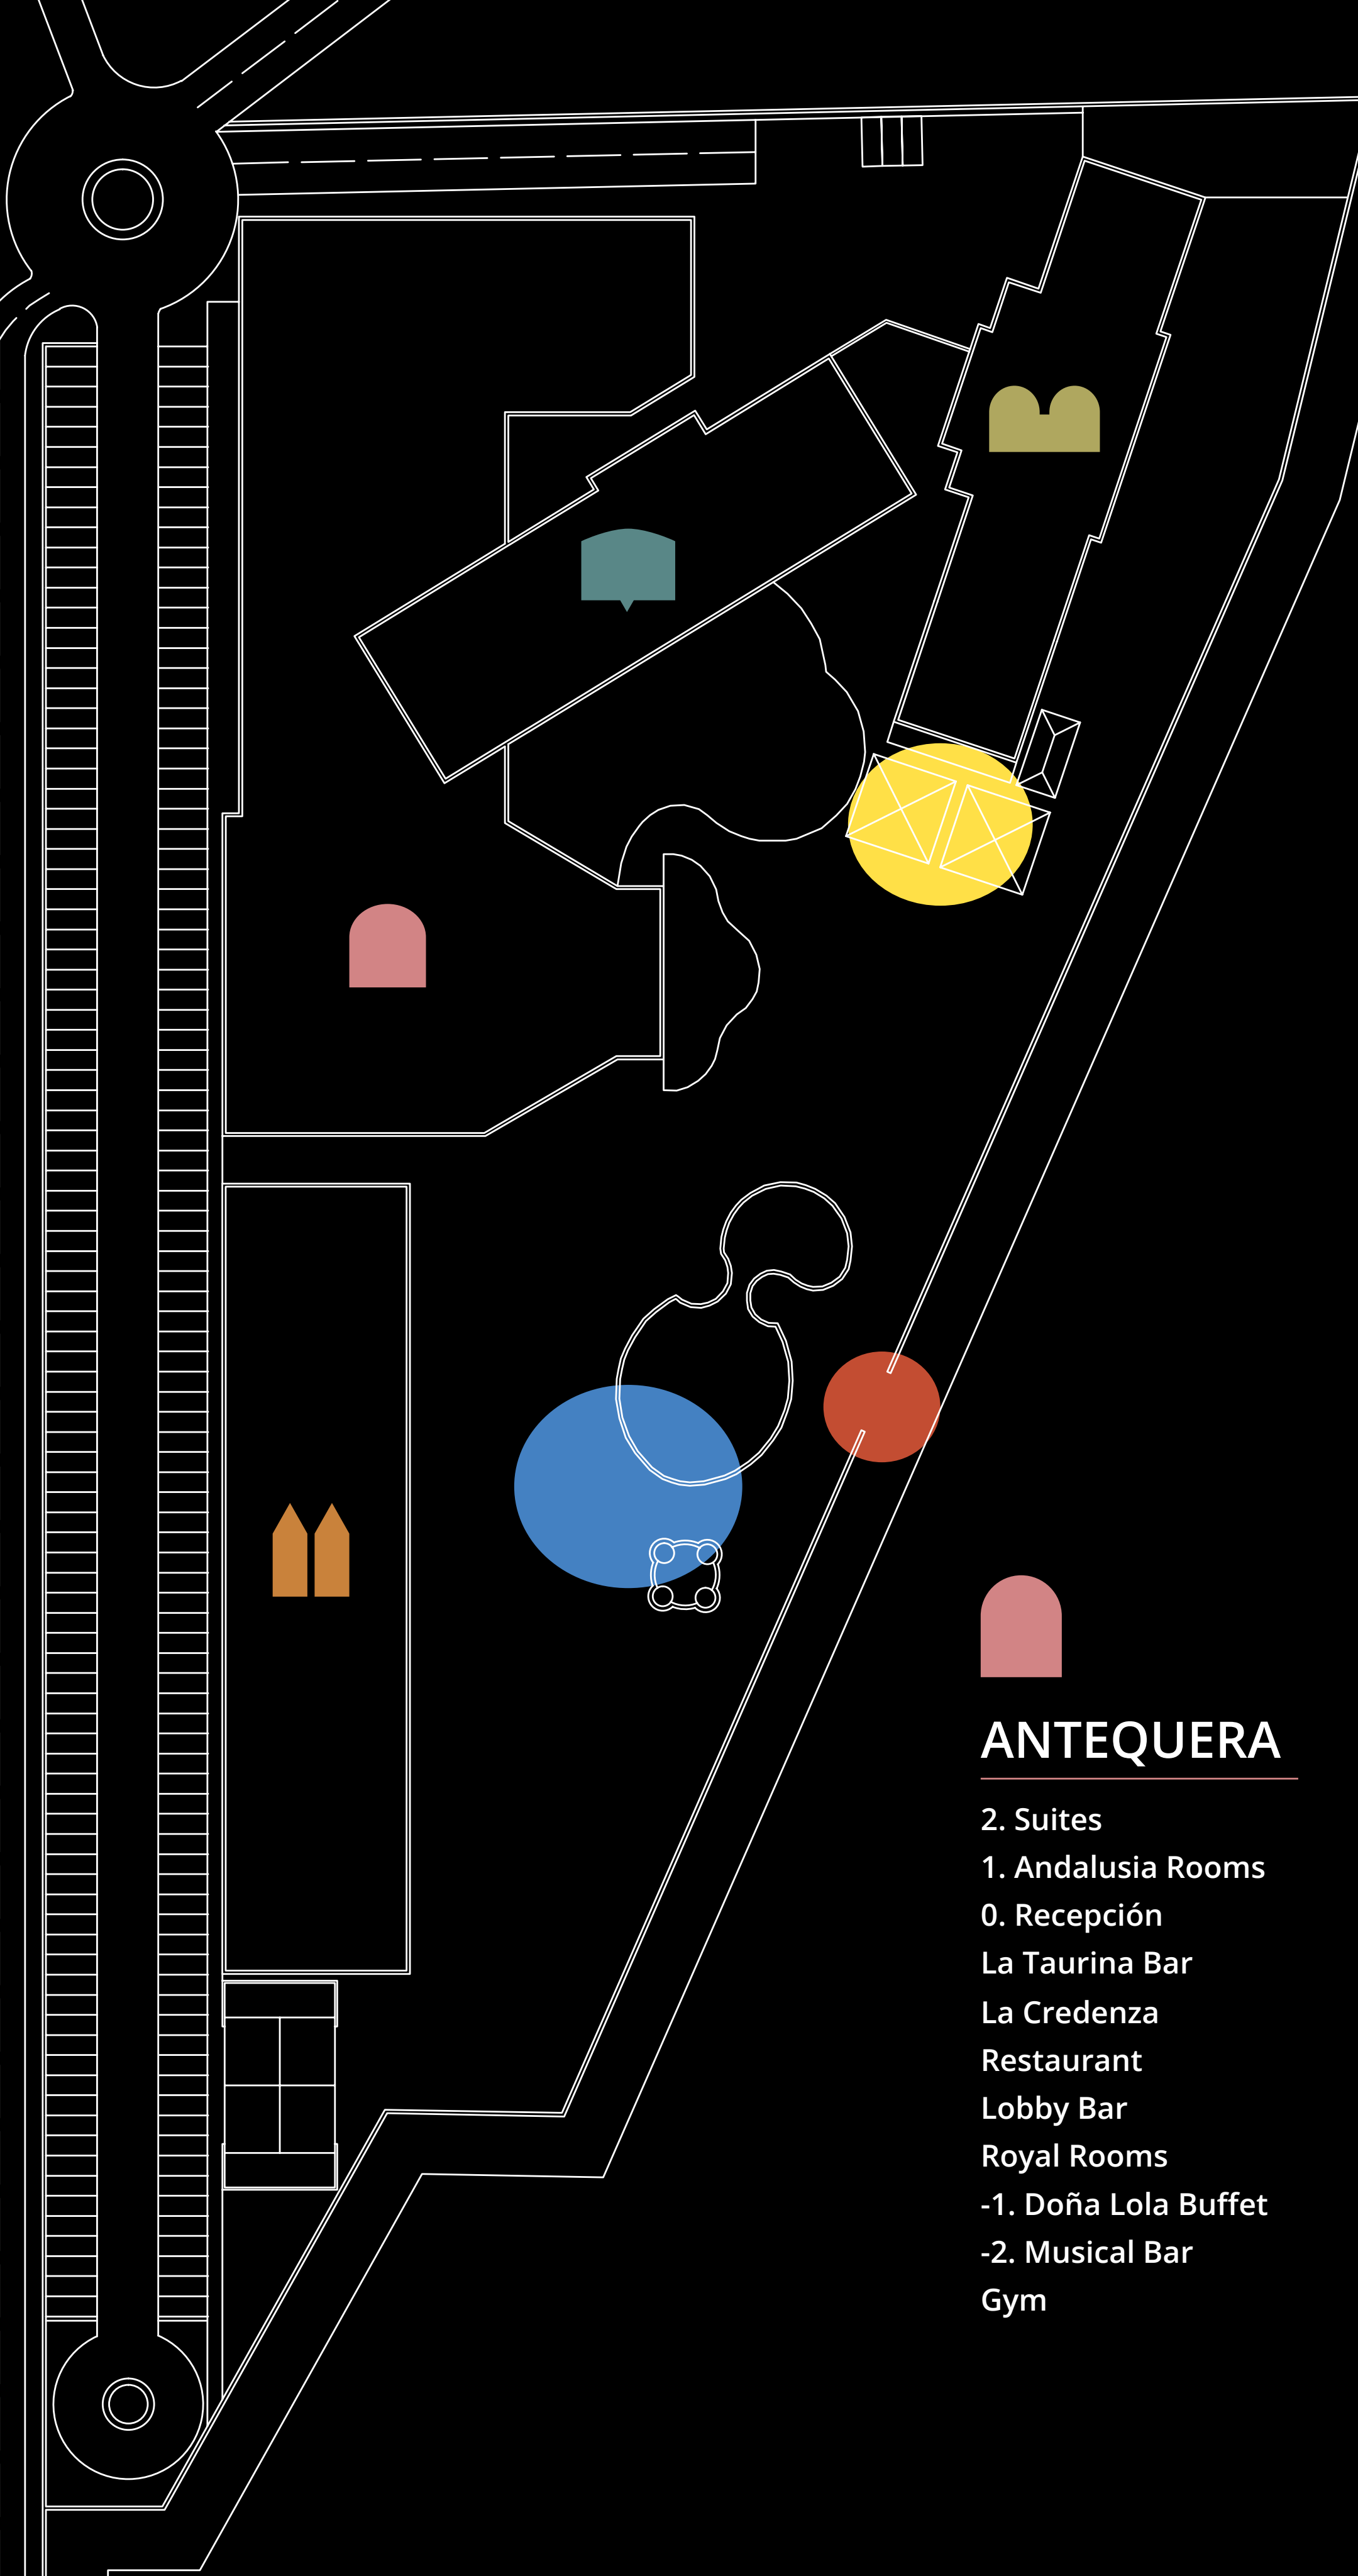 ANTEQUERA
2. Suites
1. Andalusia Rooms
0. Recepción
La Taurina Bar
La Credenza
Restaurant
Lobby Bar
Royal Rooms
-1. Doña Lola Buffet
-2. Musical Bar
Gym